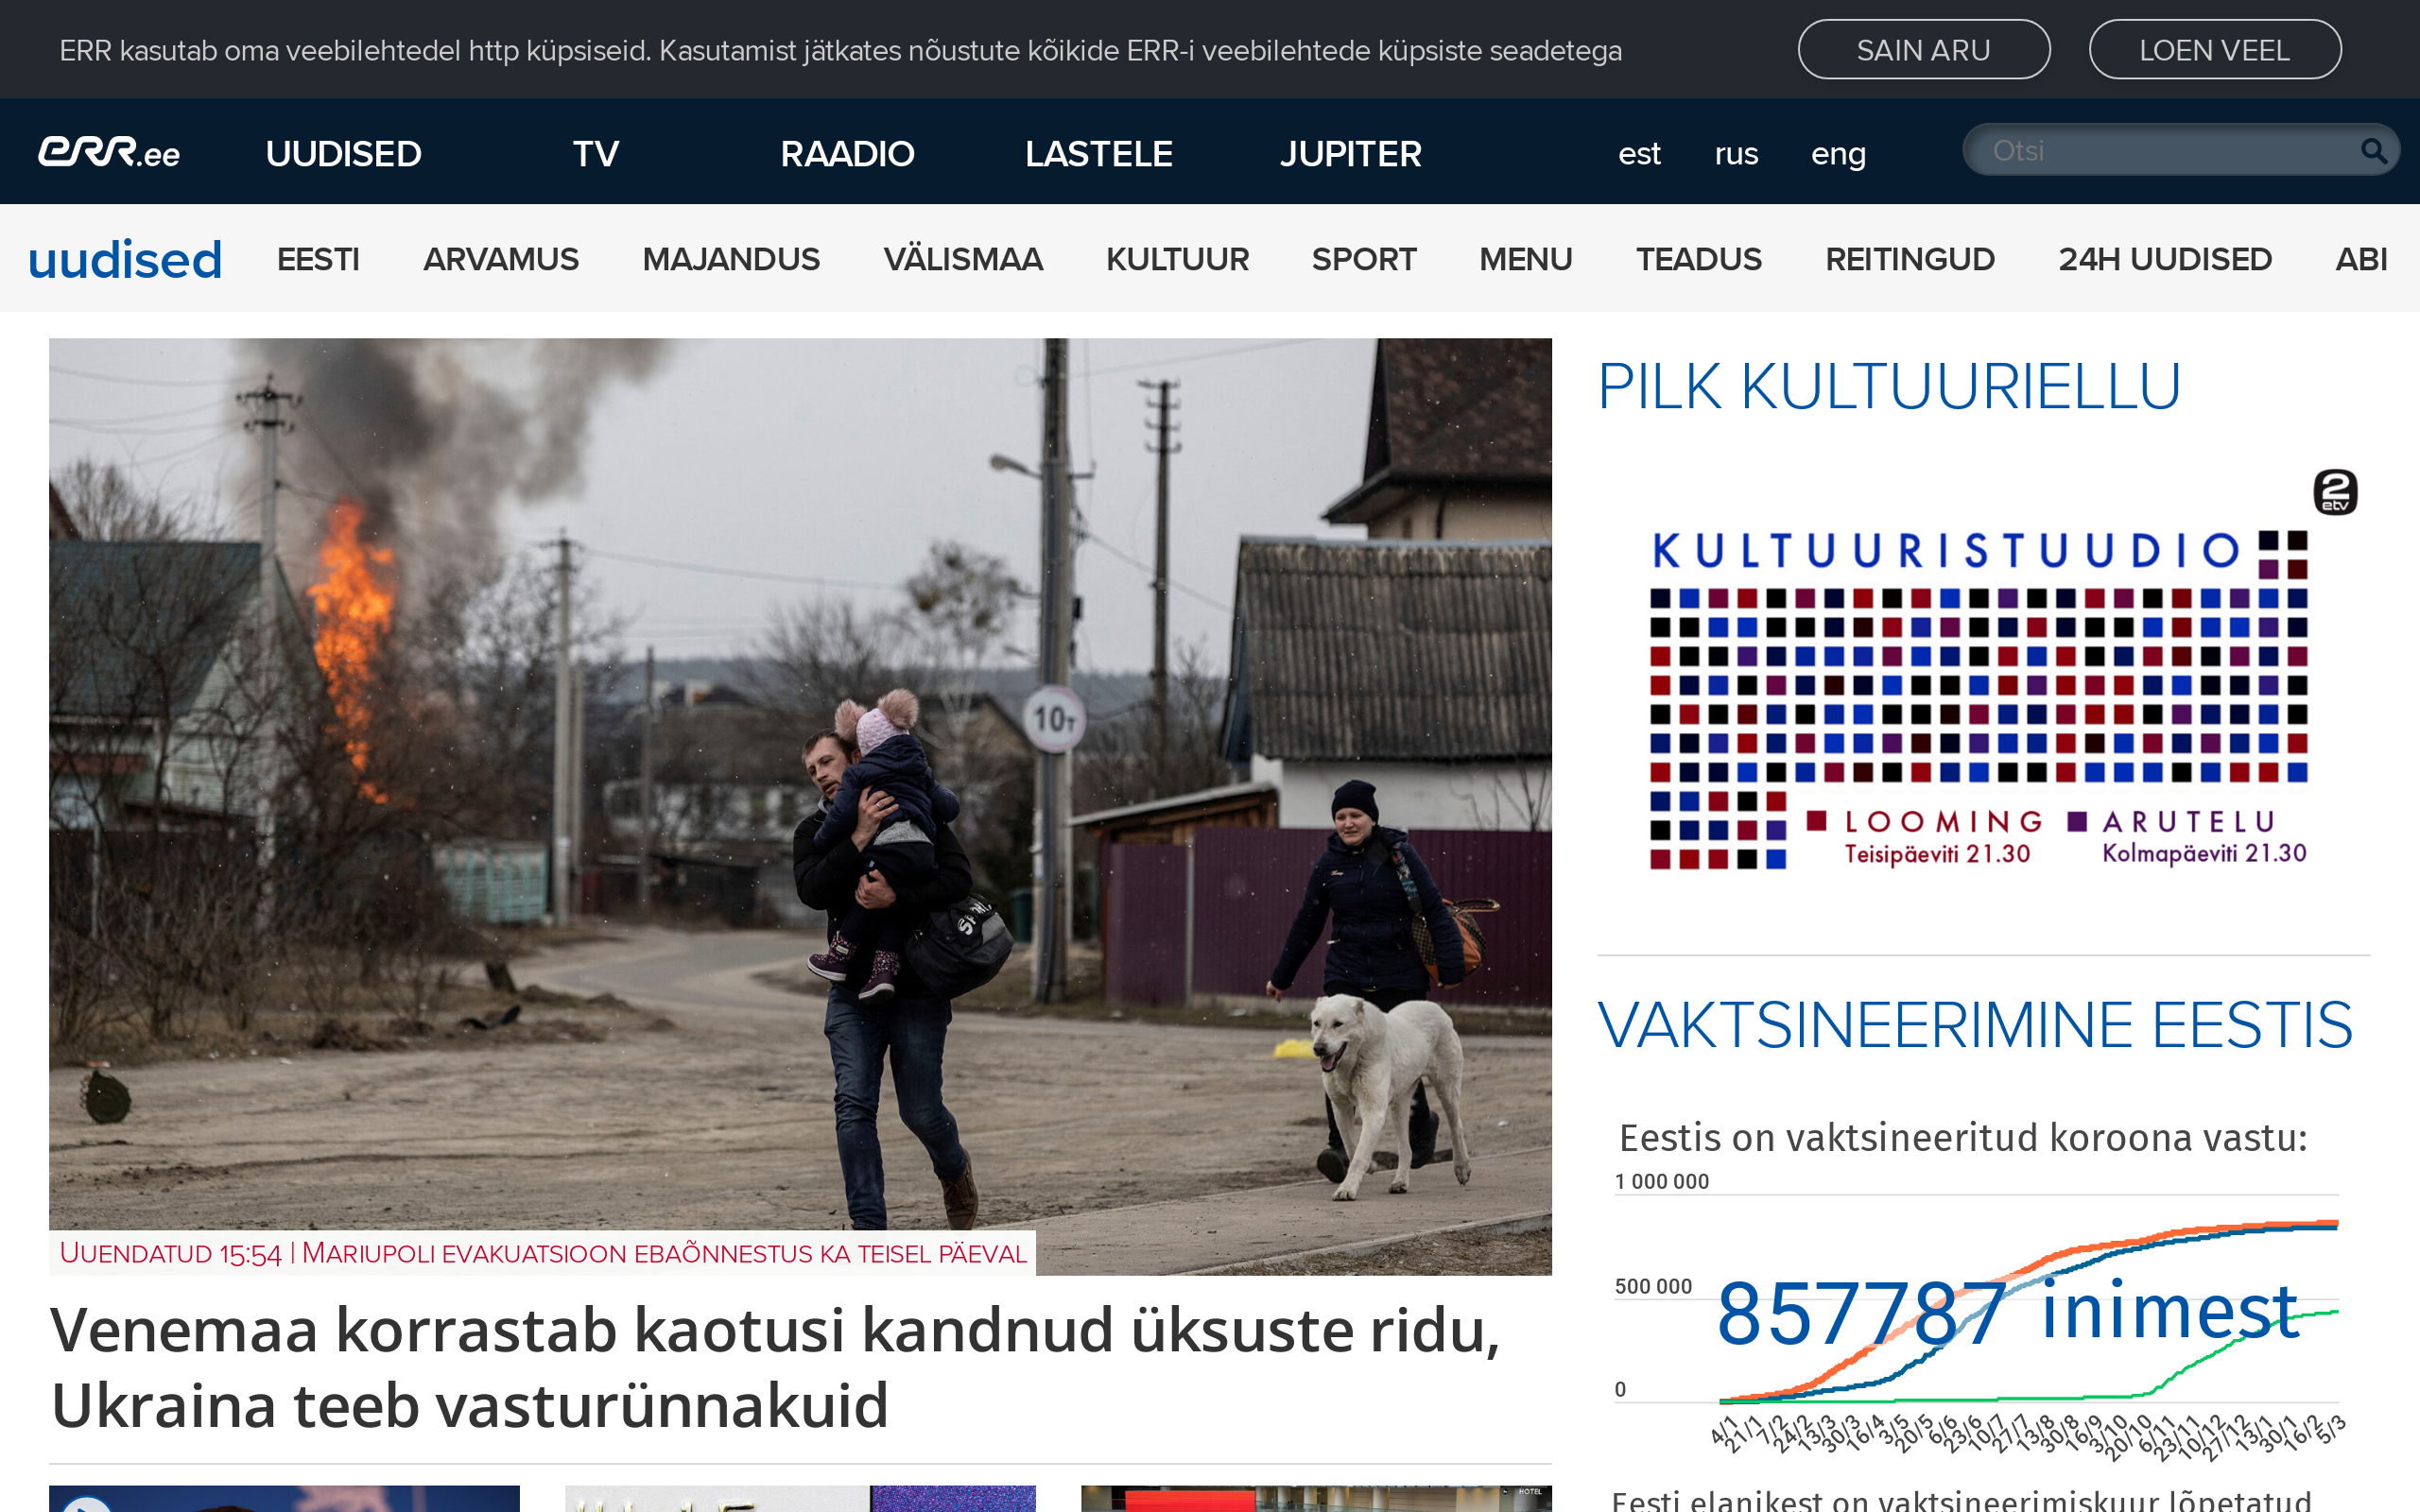 ERR kasutab oma veebilehtedel http küpsiseid. Kasutamist jätkates nõustute kõikide ERR-i veebilehtede küpsiste seadetega
SAIN ARU
LOEN VEEL
err.ee
UUDISED
TV
RAADIO
LASTELE
JUPITER
est
rus
eng
Otsi
uudised
EESTI
ARVAMUS
MAJANDUS
VÄLISMAA
KULTUUR
SPORT
MENU
TEADUS
REITINGUD
24H UUDISED
ABI
10т
Uuendatud 15:54 | Mariupoli evakuatsioon ebaõnnestus ka teisel päeval
Venemaa korrastab kaotusi kandnud üksuste ridu,
Ukraina teeb vasturünnakuid
HOTEL
PILK KULTUURIELLU
2
etv
KULTUURISTUUDIO
LOOMING
Teisipäeviti 21.30
ARUTELU
Kolmapäeviti 21.30
VAKTSINEERIMINE EESTIS
Eestis on vaktsineeritud koroona vastu:
1 000 000
500 000
0
857787 inimest
4/1
21/1
7/2
24/2
13/3
30/3
16/4
3/5
20/5
6/6
23/6
10/7
27/7
13/8
30/8
16/9
3/10
20/10
6/11
23/11
10/12
27/12
13/1
30/1
16/2
5/3
Eesti elanikest on vaktsineerimiskuur lõpetatud